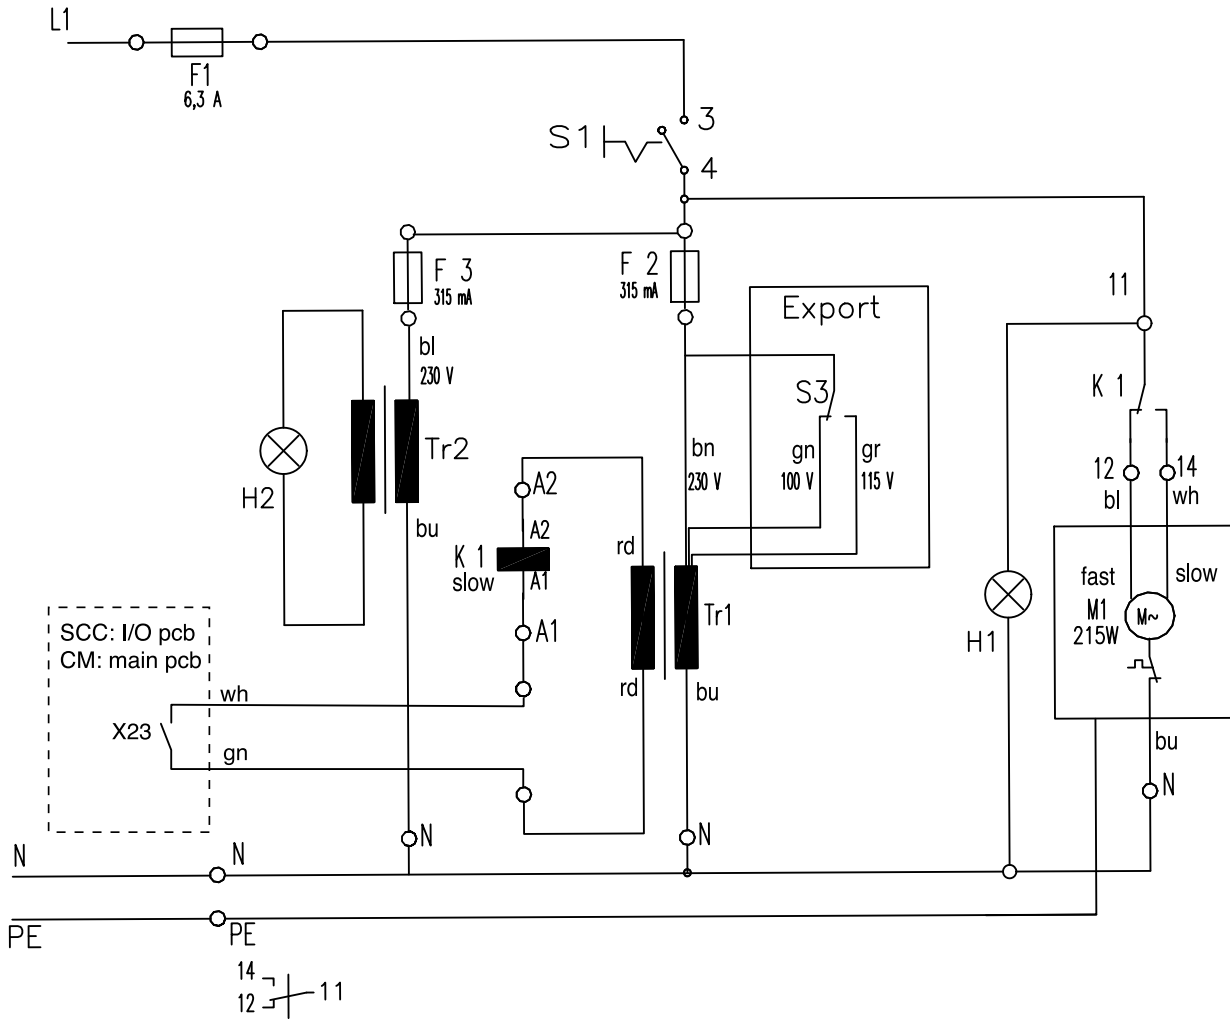 L1
F1
6,3 A
S1
3
4
F 3
315 mA
F 2
315 mA
11
Export
bl
230 V
K 1
S3
Tr2
H2
bn
230 V
gn
100 V
gr
115 V
12
14
bl
wh
A2
bu
A2
K 1
slow
A1
rd
A1
Tr1
fast
slow
M1
215W
M~
H1
SCC: I/O pcb
CM: main pcb
wh
rd
bu
X23
gn
bu
N
N
N
N
N
PE
PE
14
12
11